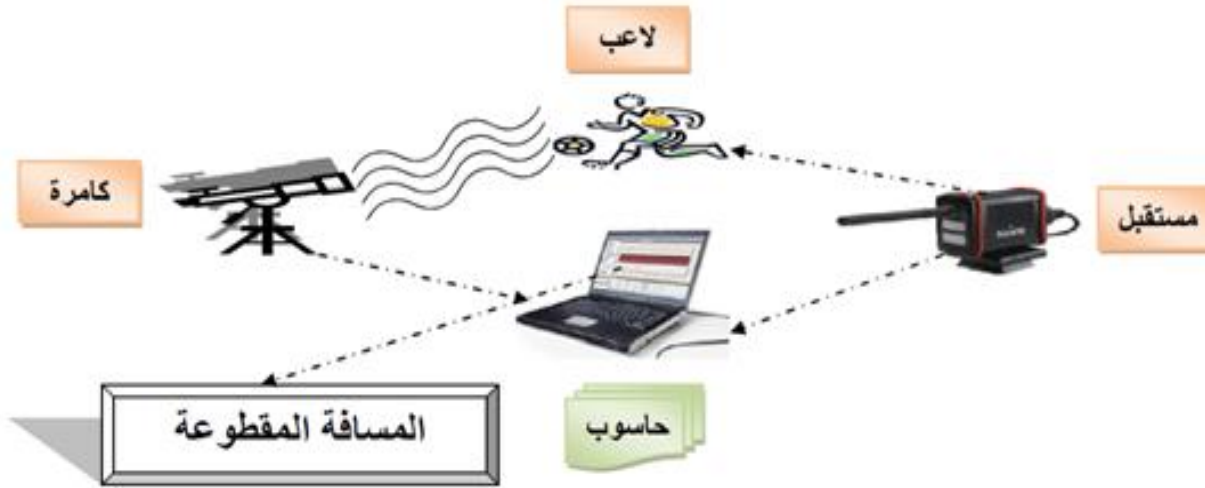 لاعب
كامرة
مستقبل
المسافة المقطوعة
حاسوب